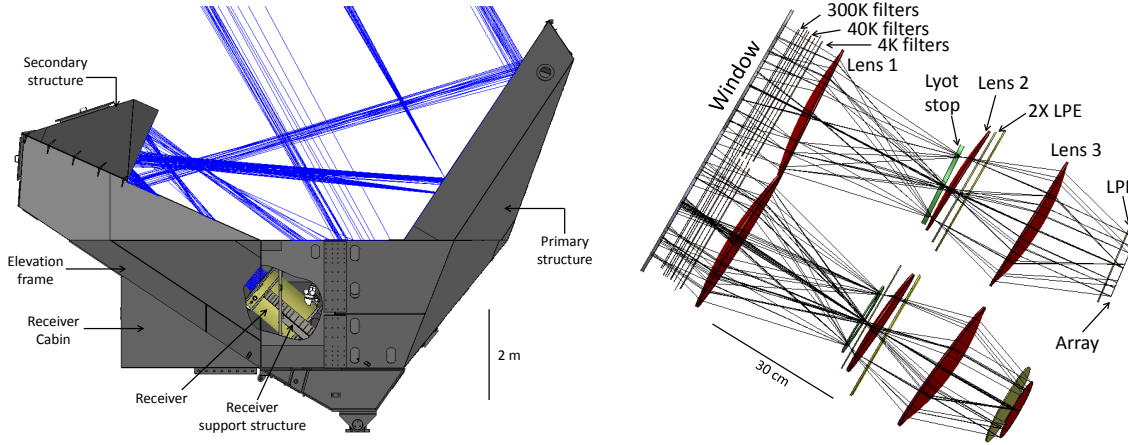 Secondary
structure
Elevation
frame
Receiver
Cabin
Receiver
Receiver
support structure
Primary
structure
2 m
Window
300K filters
40K filters
4K filters
Lens 1
Lyot
stop
Lens 2
2X LPE
Lens 3
LPE
Array
30 cm